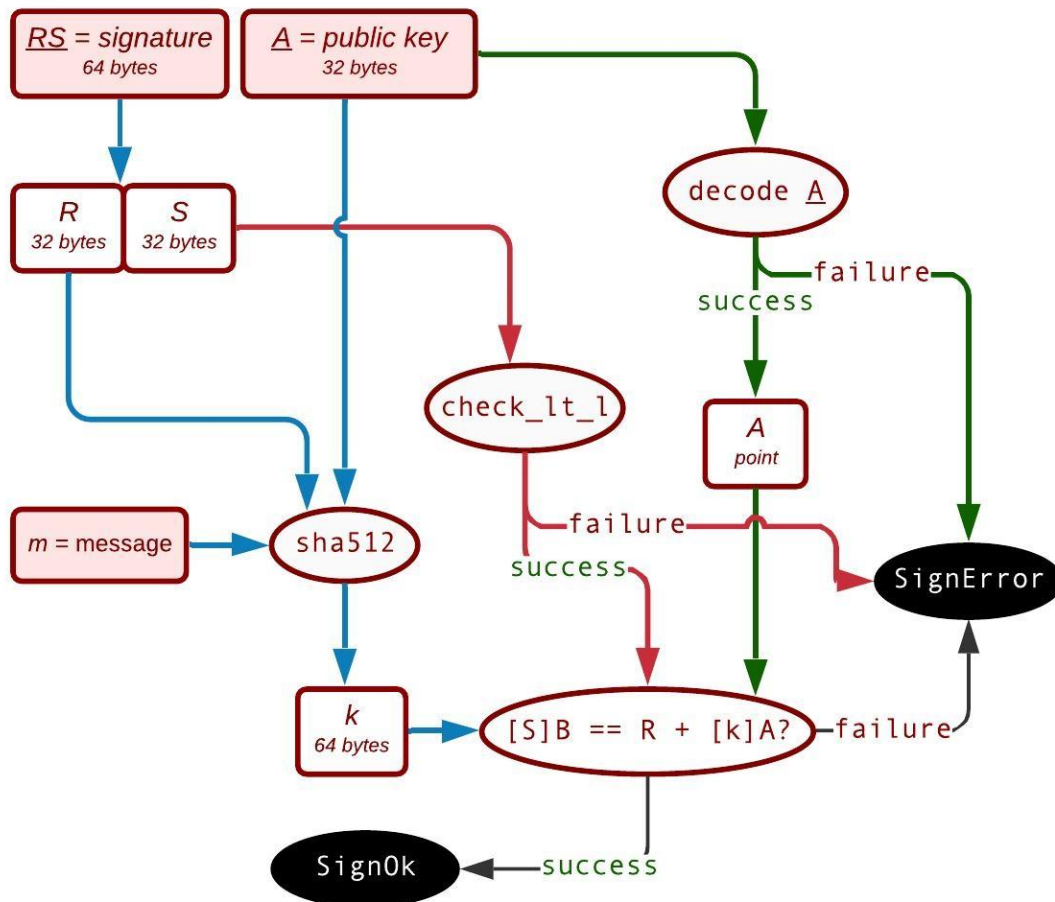 RS = signature
64 bytes
A = public key
32 bytes
decode A
R
32 bytes
S
32 bytes
failure
success
check_lt_l
A
point
m = message
sha512
failure
success
SignError
k
64 bytes
[S]B == R + [k]A?
failure
SignOk
success